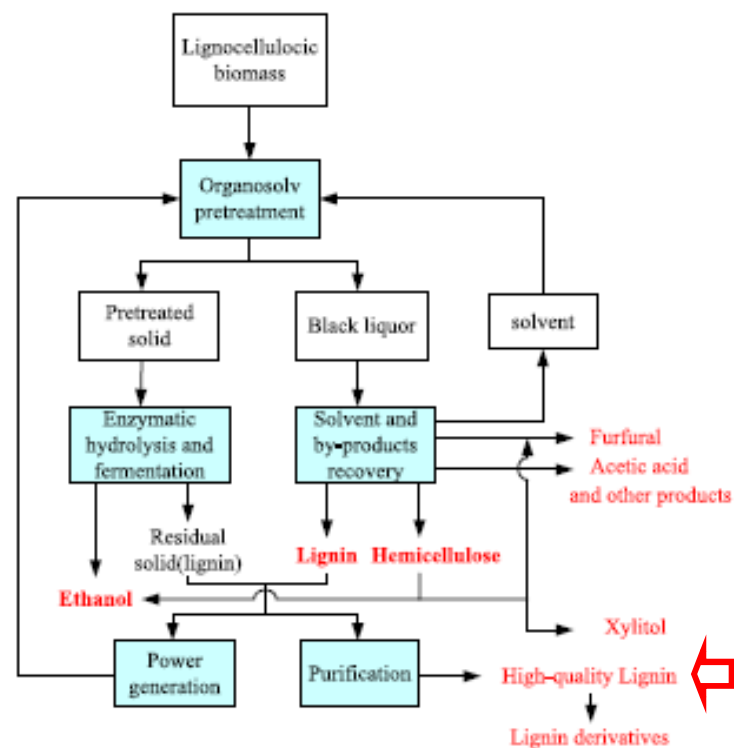 Lignocellulocic
biomass
Organosolv
pretreatment
Pretreated
solid
Black liquor
solvent
Enzymatic
hydrolysis and
fermentation
Solvent and
by-products
recovery
Furfural
Acetic acid
and other products
Residual
solid(lignin)
Lignin
Hemicellulose
Ethanol
Xylitol
Power
generation
Purification
High-quality Lignin
Lignin derivatives